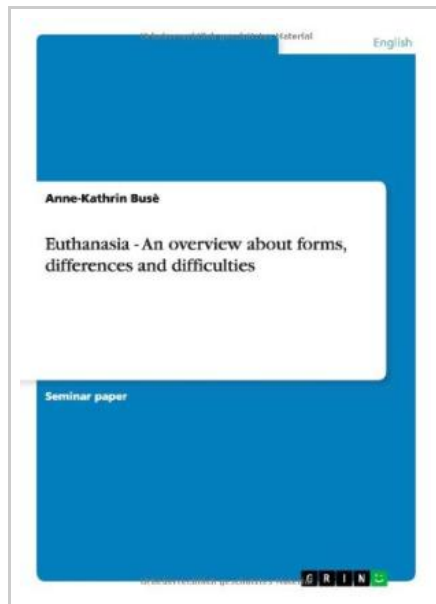 English
Anne-Kathrin Busè
Euthanasia - An overview about forms,
differences and difficulties
Seminar paper
GRIN